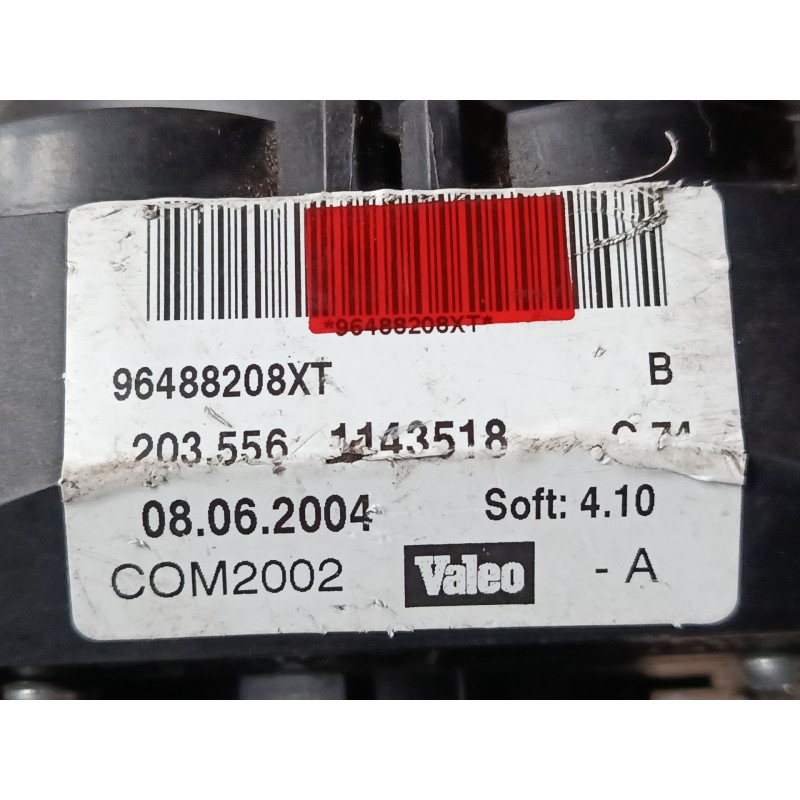 *96488208XT*
96488208XT B
203.556 1143518
08.06.2004 Soft: 4.10
COM2002 Valeo - A